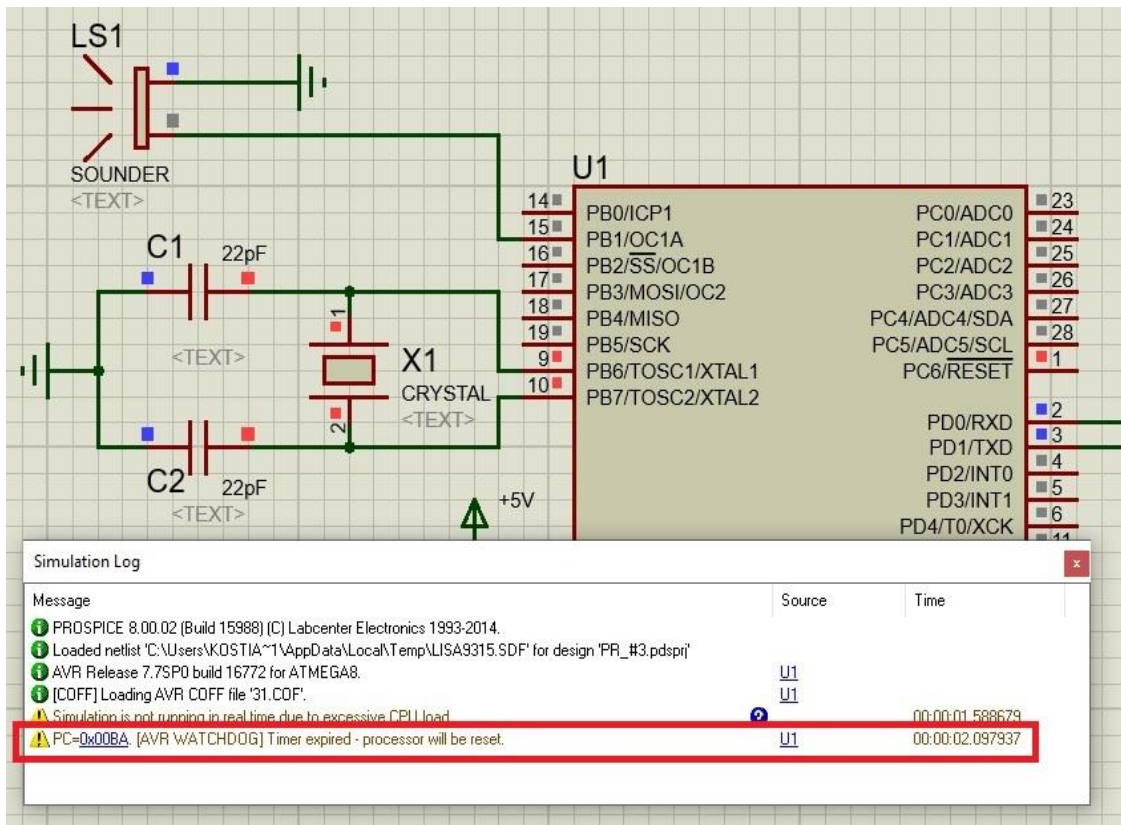 LS1
SOUNDER
<TEXT>
C1
22pF
<TEXT>
X1
CRYSTAL
<TEXT>
1
2
C2
22pF
<TEXT>
+5V
U1
14 PB0/ICP1 PC0/ADC0 23
15 PB1/OC1A PC1/ADC1 24
16 PB2/SS/OC1B PC2/ADC2 25
17 PB3/MOSI/OC2 PC3/ADC3 26
18 PB4/MISO PC4/ADC4/SDA 27
19 PB5/SCK PC5/ADC5/SCL 28
9 PB6/TOSC1/XTAL1 PC6/RESET 1
10 PB7/TOSC2/XTAL2
PD0/RXD 2
PD1/TXD 3
PD2/INT0 4
PD3/INT1 5
PD4/T0/XCK 6
11
Simulation Log x
Message Source Time
PROSPICE 8.00.02 (Build 15988) (C) Labcenter Electronics 1993-2014.
Loaded netlist 'C:\Users\KOSTIA~1\AppData\Local\Temp\LISA9315.SDF' for design 'PR_#3.pdsprj'
AVR Release 7.7SP0 build 16772 for ATMEGA8. U1
[COFF] Loading AVR COFF file '31.COF'. U1
Simulation is not running in real time due to excessive CPU load. ? 00:00:01.588679
PC=0x00BA. [AVR WATCHDOG] Timer expired - processor will be reset. U1 00:00:02.097937